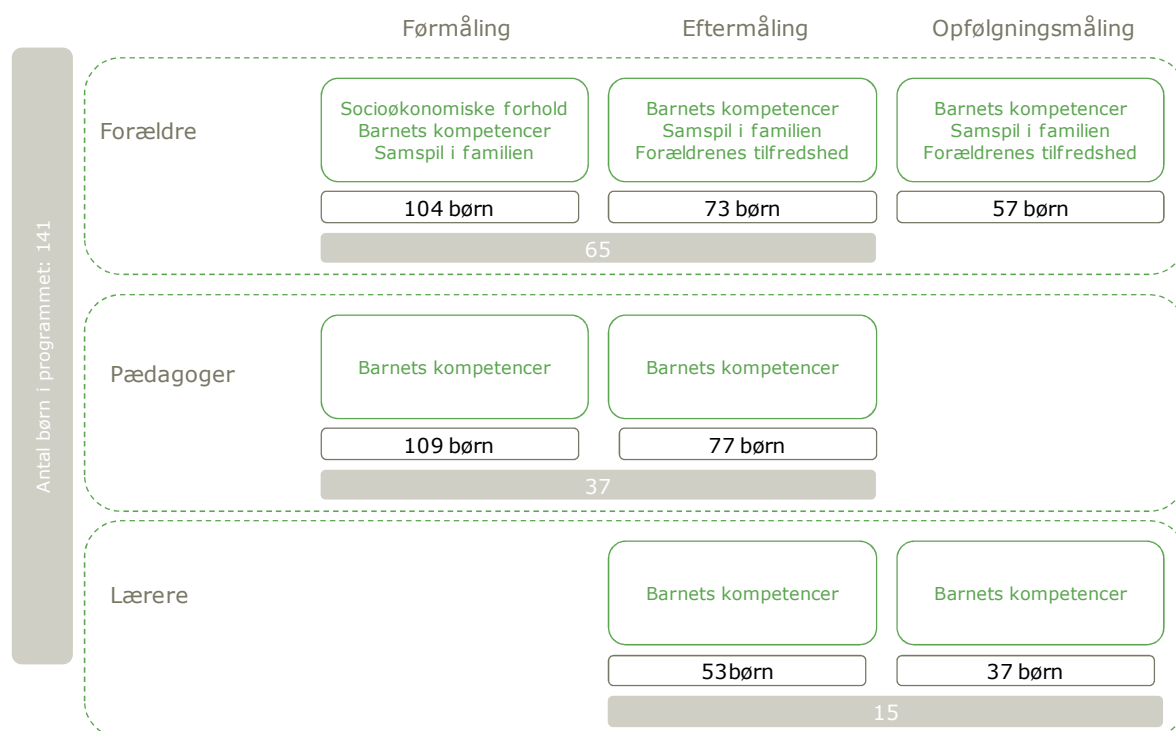 Førmåling
Eftermåling
Opfølgningsmåling
Antal børn i programmet: 141
Forældre
Socioøkonomiske forhold
Barnets kompetencer
Samspil i familien
Barnets kompetencer
Samspil i familien
Forældrenes tilfredshed
Barnets kompetencer
Samspil i familien
Forældrenes tilfredshed
104 børn
73 børn
57 børn
65
Pædagoger
Barnets kompetencer
Barnets kompetencer
109 børn
77 børn
37
Lærere
Barnets kompetencer
Barnets kompetencer
53børn
37 børn
15